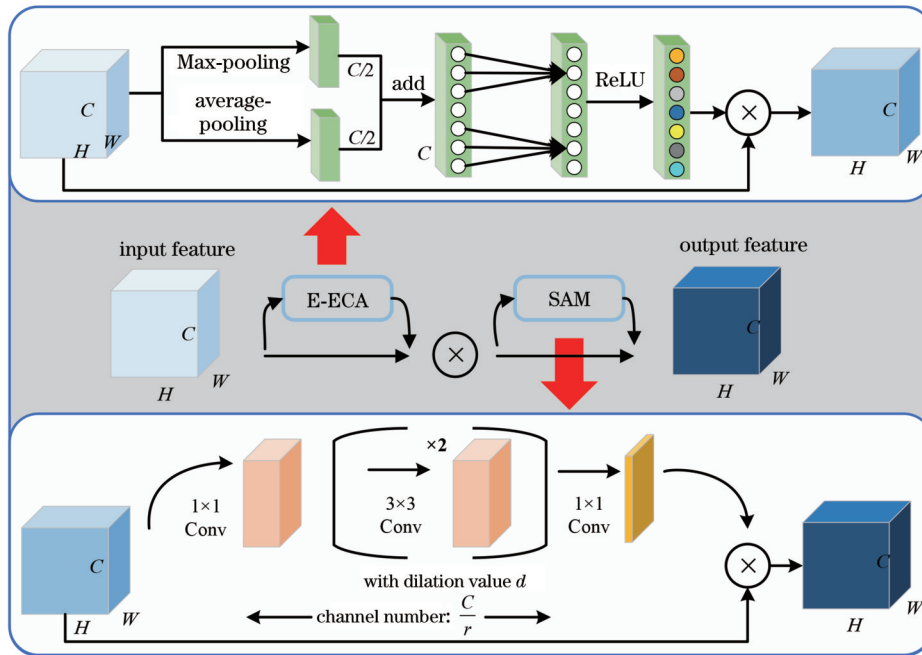 Max-pooling
C/2
add
ReLU
average-
pooling
C/2
C
W
H
C
×
H
W
input feature
output feature
E-ECA
SAM
C
W
H
×
C
W
H
×2
1×1
Conv
3×3
Conv
1×1
Conv
with dilation value d
channel number: C/r
C
W
H
×
C
W
H